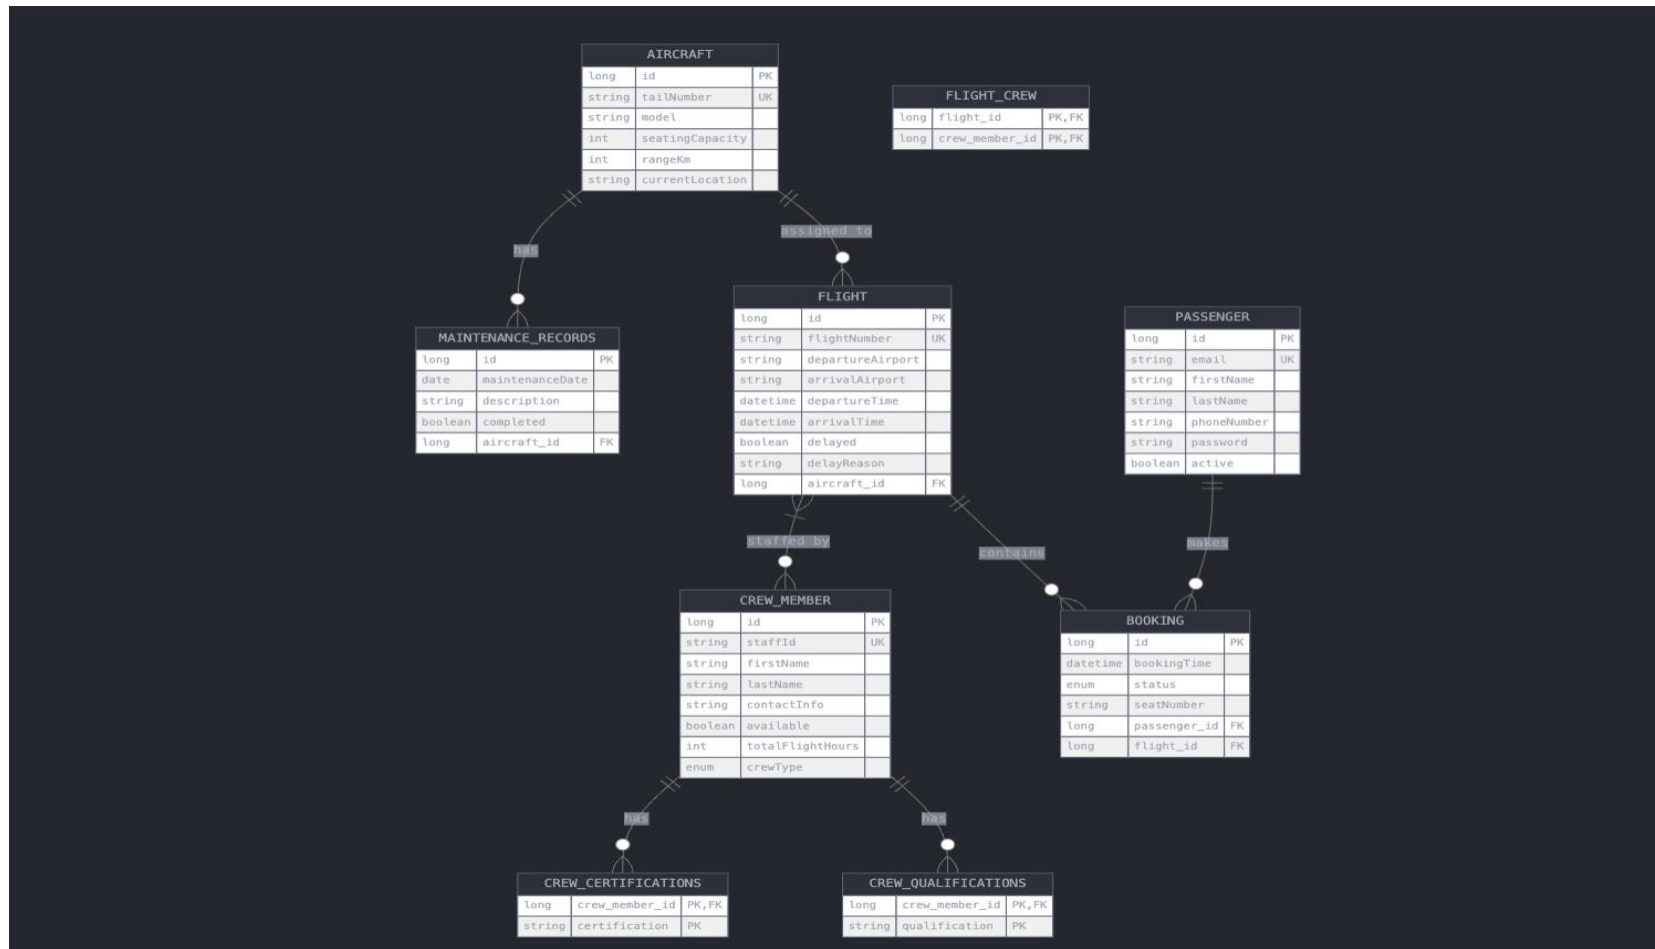 AIRCRAFT
long id PK
string tailNumber UK
string model
int seatingCapacity
int rangeKm
string currentLocation
FLIGHT_CREW
long flight_id PK,FK
long crew_member_id PK,FK
has
assigned to
MAINTENANCE_RECORDS
long id PK
date maintenanceDate
string description
boolean completed
long aircraft_id FK
FLIGHT
long id PK
string flightNumber UK
string departureAirport
string arrivalAirport
datetime departureTime
datetime arrivalTime
boolean delayed
string delayReason
long aircraft_id FK
PASSENGER
long id PK
string email UK
string firstName
string lastName
string phoneNumber
string password
boolean active
staffed by
contains
makes
CREW_MEMBER
long id PK
string staffId UK
string firstName
string lastName
string contactInfo
boolean available
int totalFlightHours
enum crewType
BOOKING
long id PK
datetime bookingTime
enum status
string seatNumber
long passenger_id FK
long flight_id FK
has
has
CREW_CERTIFICATIONS
long crew_member_id PK,FK
string certification PK
CREW_QUALIFICATIONS
long crew_member_id PK,FK
string qualification PK